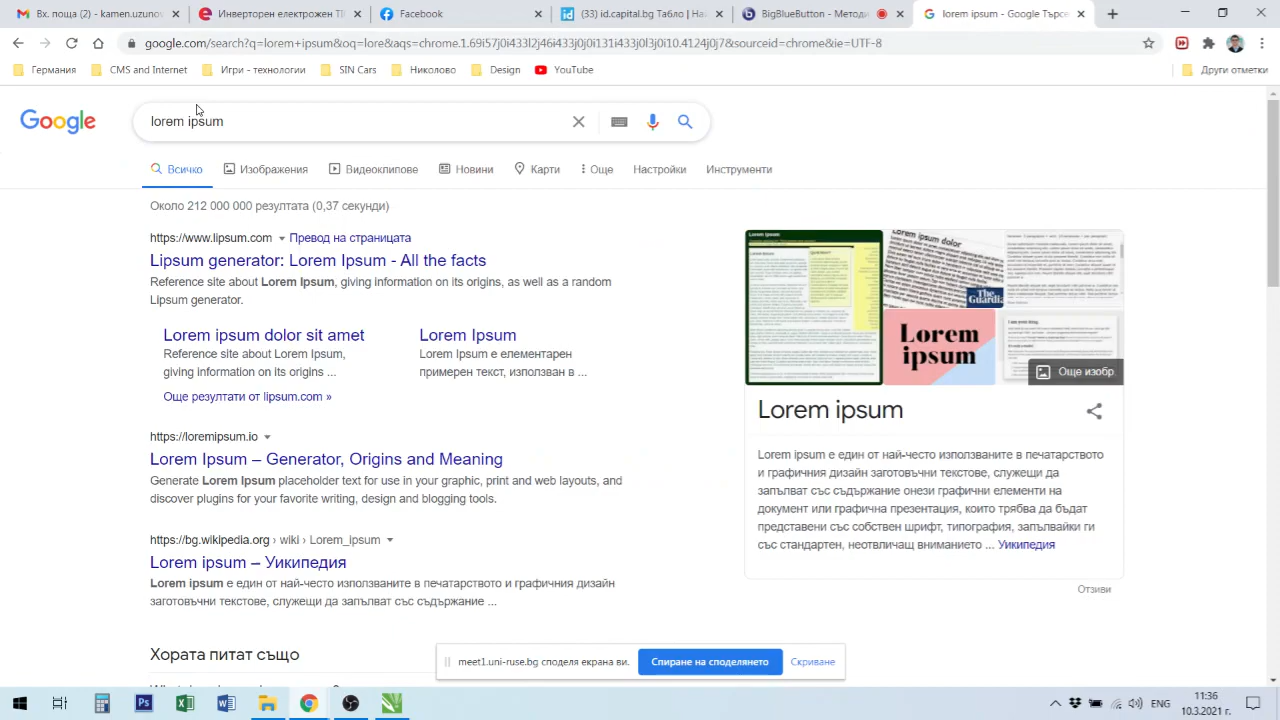 Вх. поща (2) - kamen.uzunov
Електронен П
Facebook
(33) id.capital.bg Табло | Нас
BigBlueButton - Методи
lorem ipsum - Google Търсе
google.com/search?q=lorem+ipsum&oq=lore&aqs=chrome.1.69i57j0i433l2j46i433j0j0i131i433j0l3j0i10.4124j0j7&sourceid=chrome&ie=UTF-8
Германия
CMS and Internet
Игри - технологии
SIN Cars
Николово
Design
YouTube
Други отметки
Google
lorem ipsum
Всичко
Изображения
Видеоклипове
Новини
Карти
Още
Настройки
Инструменти
Около 212 000 000 резултата (0,37 секунди)
https://www.lipsum.com Превод на страницата
Lipsum generator: Lorem Ipsum - All the facts
Reference site about Lorem Ipsum, giving information on its origins, as well as a random
Lipsum generator.
Lorem ipsum dolor sit amet
Reference site about Lorem Ipsum,
giving information on its origins ...
Lorem Ipsum
примерен текст, използван в ...
Още резултати от lipsum.com »
https://loremipsum.io
Lorem Ipsum – Generator, Origins and Meaning
Generate Lorem Ipsum placeholder text for use in your graphic, print and web layouts, and
discover plugins for your favorite writing, design and blogging tools.
https://bg.wikipedia.org › wiki › Lorem_Ipsum
Lorem ipsum – Уикипедия
Lorem ipsum е един от най-често използваните в печатарството и графичния дизайн
заготовъчни текстове, служещи да запълват със съдържание ...
Хората питат също
Lorem ipsum dolor
Guardi
Lorem
ipsum
Още изобр
Lorem ipsum
Lorem ipsum е един от най-често използваните в печатарството
и графичния дизайн заготовъчни текстове, служещи да
запълват със съдържание онези графични елементи на
документ или графична презентация, които трябва да бъдат
представени със собствен шрифт, типография, запълвайки ги
със стандартен, неотвличащ вниманието ... Уикипедия
Отзиви
meet1.uni-ruse.bg споделя екрана ви.
Спиране на споделянето
Скриване
ENG
11:36
10.3.2021 г.